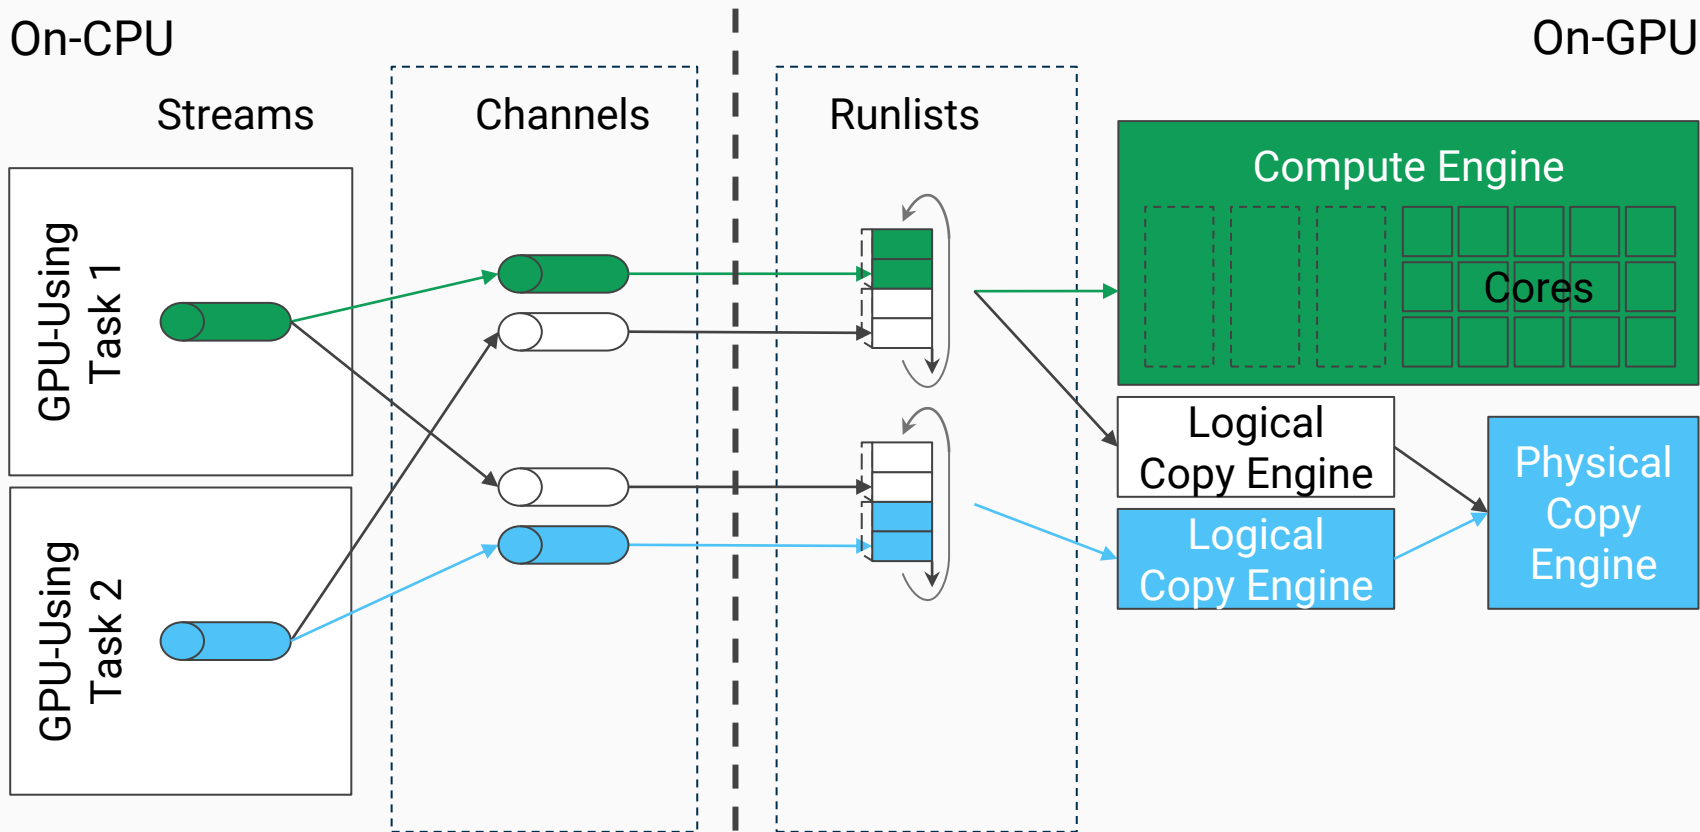 On-CPU
On-GPU
Streams
Channels
Runlists
GPU-Using
Task 1
GPU-Using
Task 2
Compute Engine
Cores
Logical
Copy Engine
Logical
Copy Engine
Physical
Copy
Engine